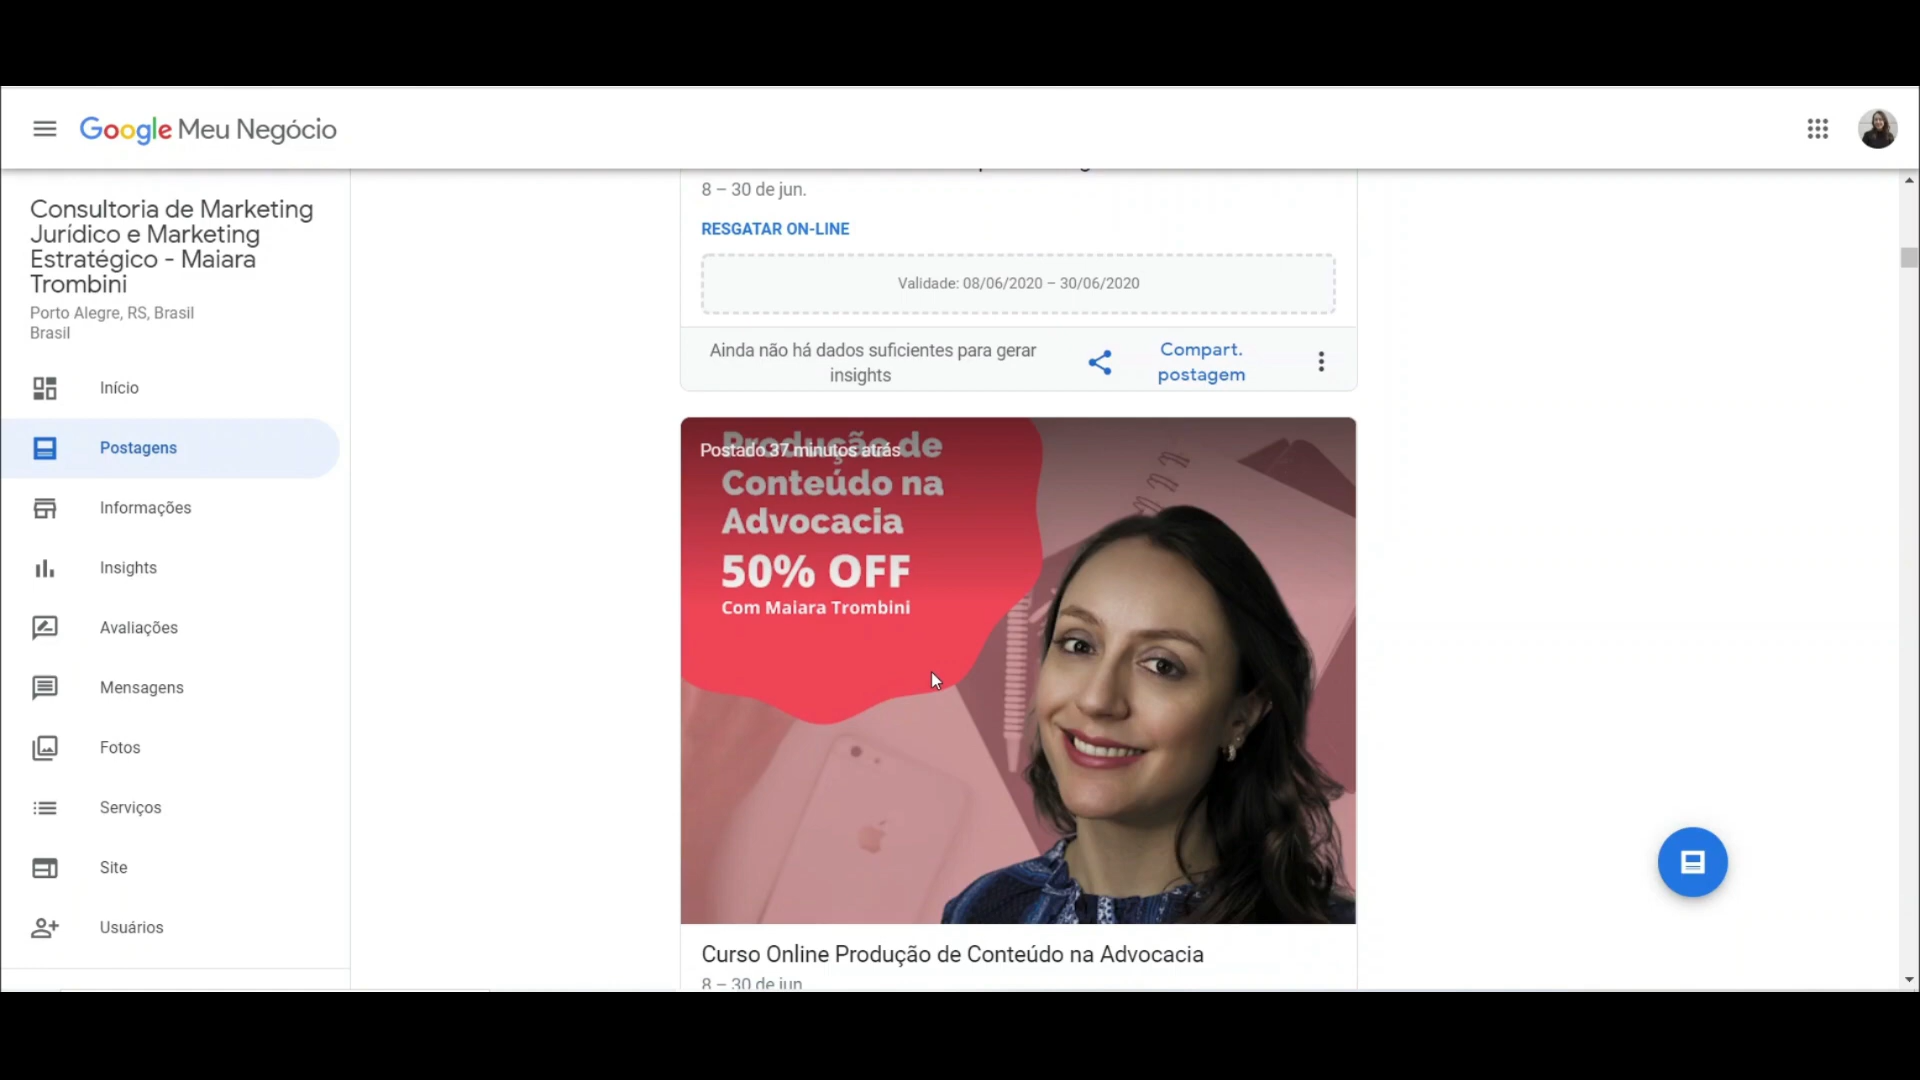 Google Meu Negócio
Consultoria de Marketing
Jurídico e Marketing
Estratégico - Maiara
Trombini
Porto Alegre, RS, Brasil
Brasil
Início
Postagens
Informações
Insights
Avaliações
Mensagens
Fotos
Serviços
Site
Usuários
8 – 30 de jun.
RESGATAR ON-LINE
Validade: 08/06/2020 – 30/06/2020
Ainda não há dados suficientes para gerar
insights
Compart.
postagem
Postado 37 minutos atrás
Produção de
Conteúdo na
Advocacia
50% OFF
Com Maiara Trombini
Curso Online Produção de Conteúdo na Advocacia
8 – 30 de jun